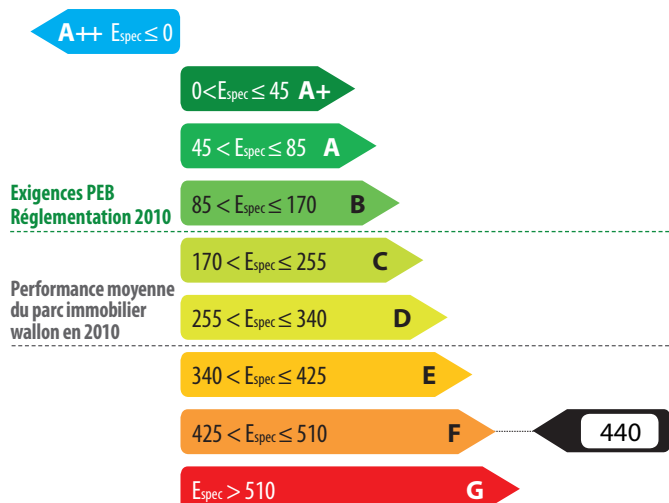 A++ Espec ≤ 0
0<Espec ≤ 45 A+
45 < Espec ≤ 85 A
Exigences PEB
Réglementation 2010
85 < Espec ≤ 170 B
170 < Espec ≤ 255 C
Performance moyenne
du parc immobilier
wallon en 2010
255 < Espec ≤ 340 D
340 < Espec ≤ 425 E
425 < Espec ≤ 510 F
440
Espec > 510 G